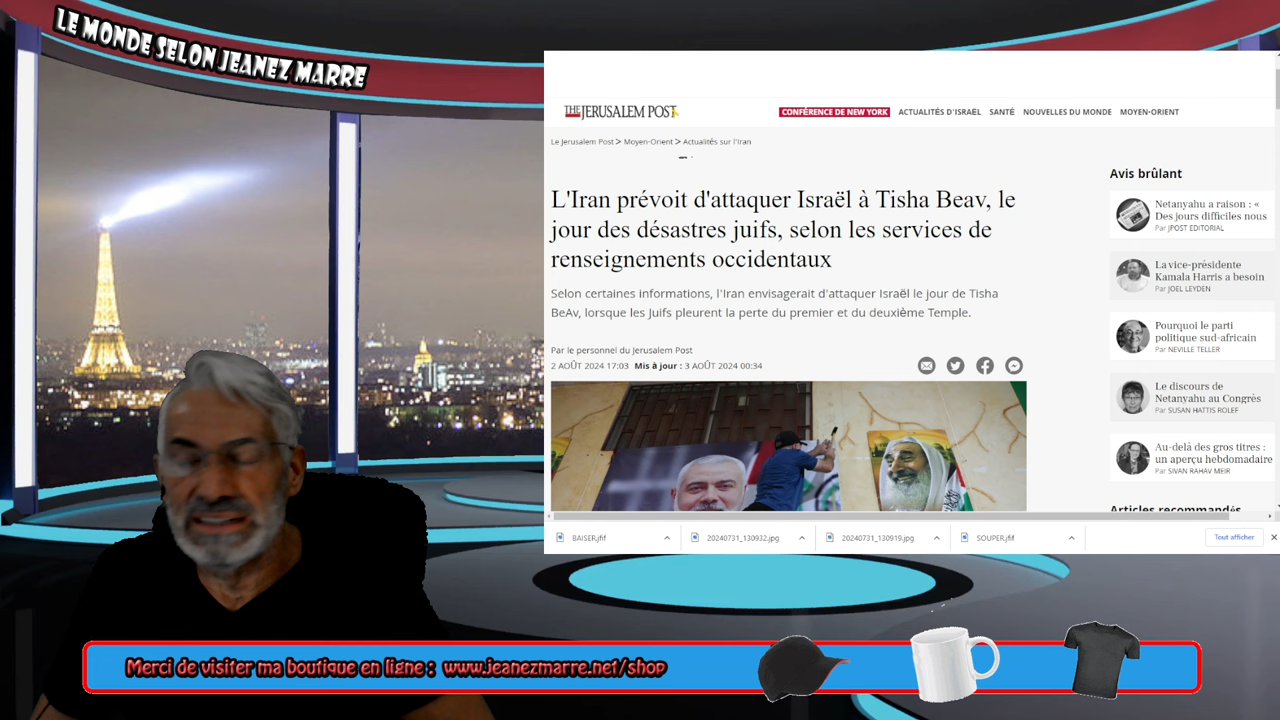 LE MONDE SELON JEANEZ MARRE
THE JERUSALEM POST
CONFÉRENCE DE NEW YORK ACTUALITÉS D'ISRAËL SANTÉ NOUVELLES DU MONDE MOYEN-ORIENT
Le Jerusalem Post > Moyen-Orient > Actualités sur l'Iran
L'Iran prévoit d'attaquer Israël à Tisha Beav, le
jour des désastres juifs, selon les services de
renseignements occidentaux
Selon certaines informations, l'Iran envisagerait d'attaquer Israël le jour de Tisha
BeAv, lorsque les Juifs pleurent la perte du premier et du deuxième Temple.
Par le personnel du Jerusalem Post
2 AOÛT 2024 17:03 Mis à jour : 3 AOÛT 2024 00:34
Avis brûlant
Netanyahu a raison : «
Des jours difficiles nous
Par JPOST EDITORIAL
La vice-présidente
Kamala Harris a besoin
Par JOEL LEYDEN
Pourquoi le parti
politique sud-africain
Par NEVILLE TELLER
Le discours de
Netanyahu au Congrès
Par SUSAN HATTIS ROLEF
Au-delà des gros titres :
un aperçu hebdomadaire
Par SIVAN RAHAV MEIR
Articles recommandés
BAISER.jfif
20240731_130932.jpg
20240731_130919.jpg
SOUPER.jfif
Tout afficher
Merci de visiter ma boutique en ligne : www.jeanezmarre.net/shop